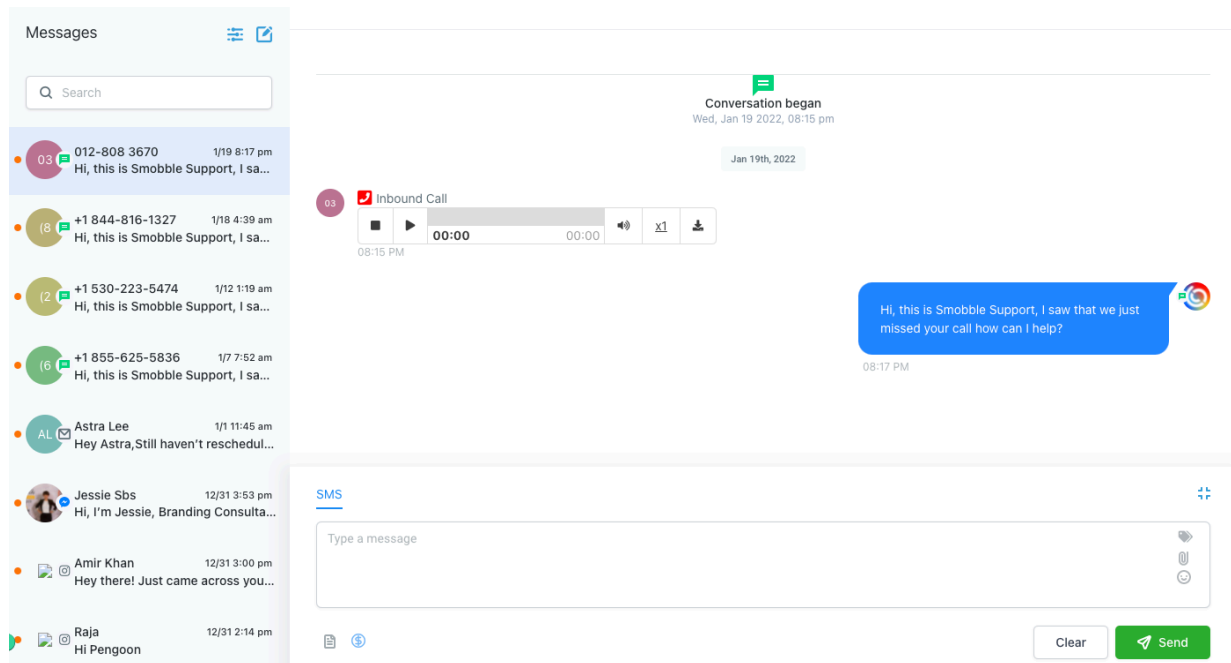 Messages
Search
03
012-808 3670
1/19 8:17 pm
Hi, this is Smobble Support, I sa...
(8
+1 844-816-1327
1/18 4:39 am
Hi, this is Smobble Support, I sa...
(2
+1 530-223-5474
1/12 1:19 am
Hi, this is Smobble Support, I sa...
(6
+1 855-625-5836
1/7 7:52 am
Hi, this is Smobble Support, I sa...
AL
Astra Lee
1/1 11:45 am
Hey Astra,Still haven't reschedul...
Jessie Sbs
12/31 3:53 pm
Hi, I'm Jessie, Branding Consulta...
Amir Khan
12/31 3:00 pm
Hey there! Just came across you...
Raja
12/31 2:14 pm
Hi Pengoon
Conversation began
Wed, Jan 19 2022, 08:15 pm
Jan 19th, 2022
03
Inbound Call
00:00
00:00
x1
08:15 PM
Hi, this is Smobble Support, I saw that we just
missed your call how can I help?
08:17 PM
SMS
Type a message
Clear
Send